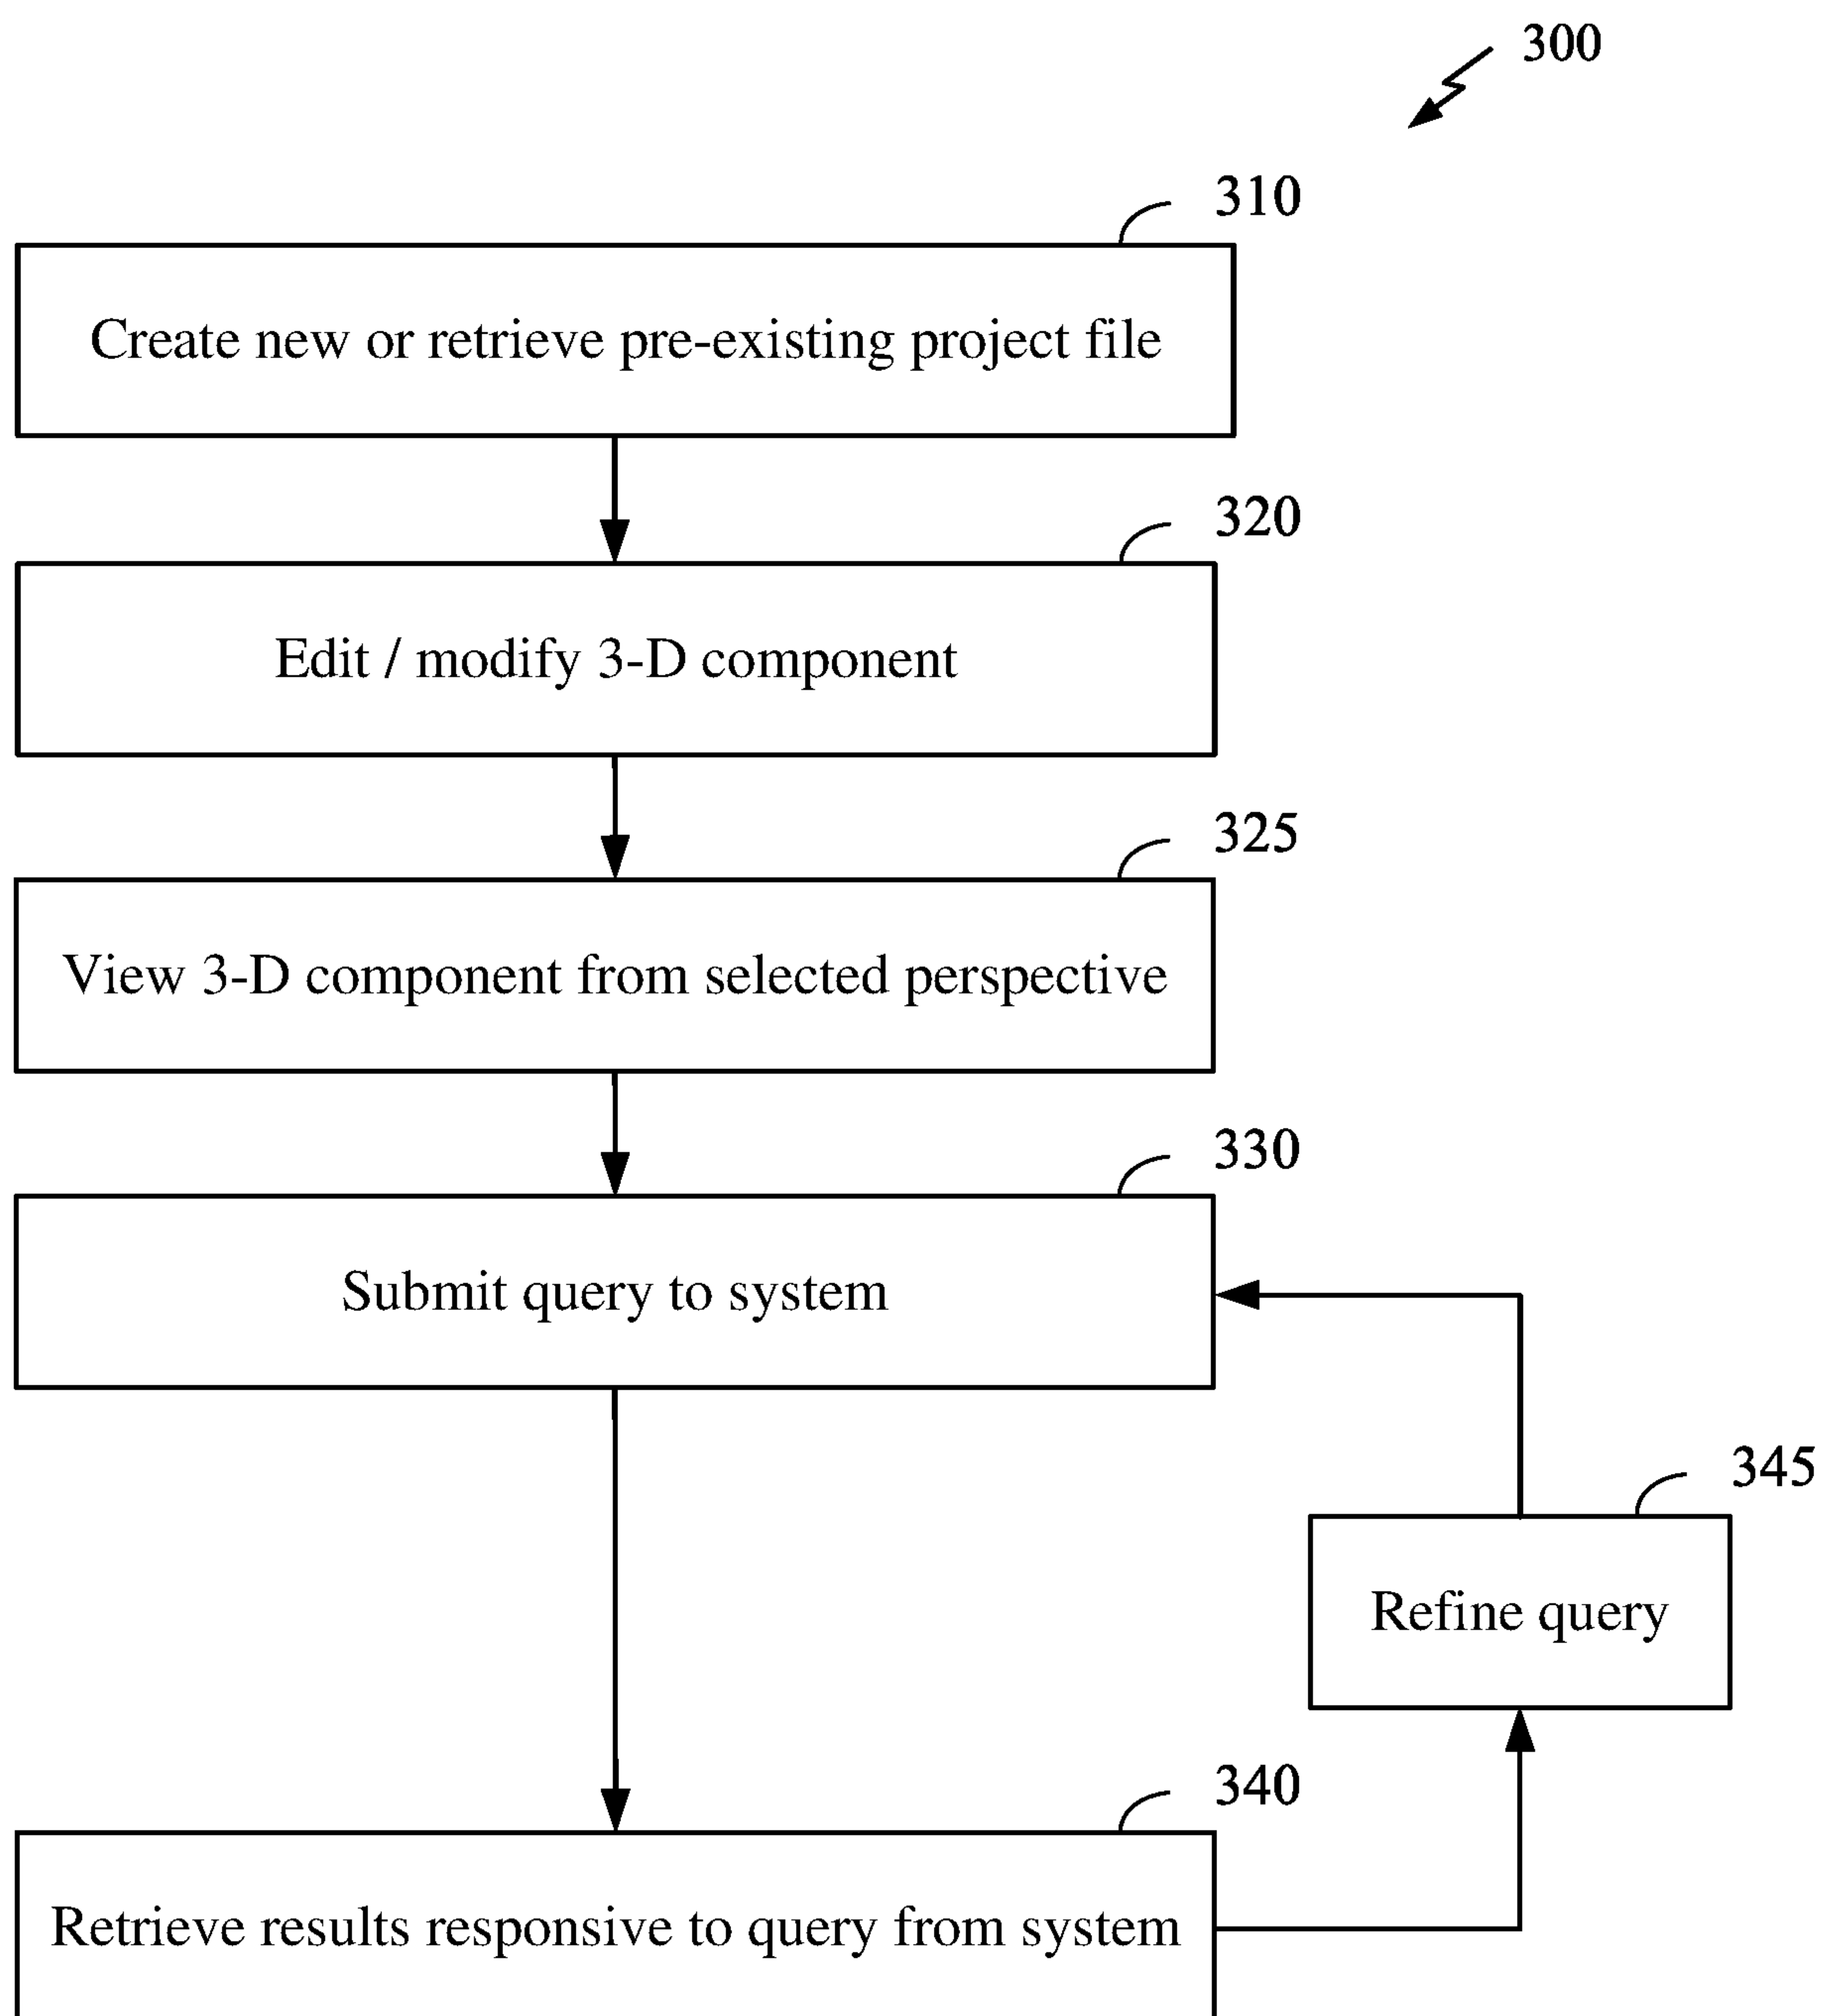 300
310
Create new or retrieve pre-existing project file
320
Edit / modify 3-D component
325
View 3-D component from selected perspective
330
Submit query to system
345
Refine query
340
Retrieve results responsive to query from system